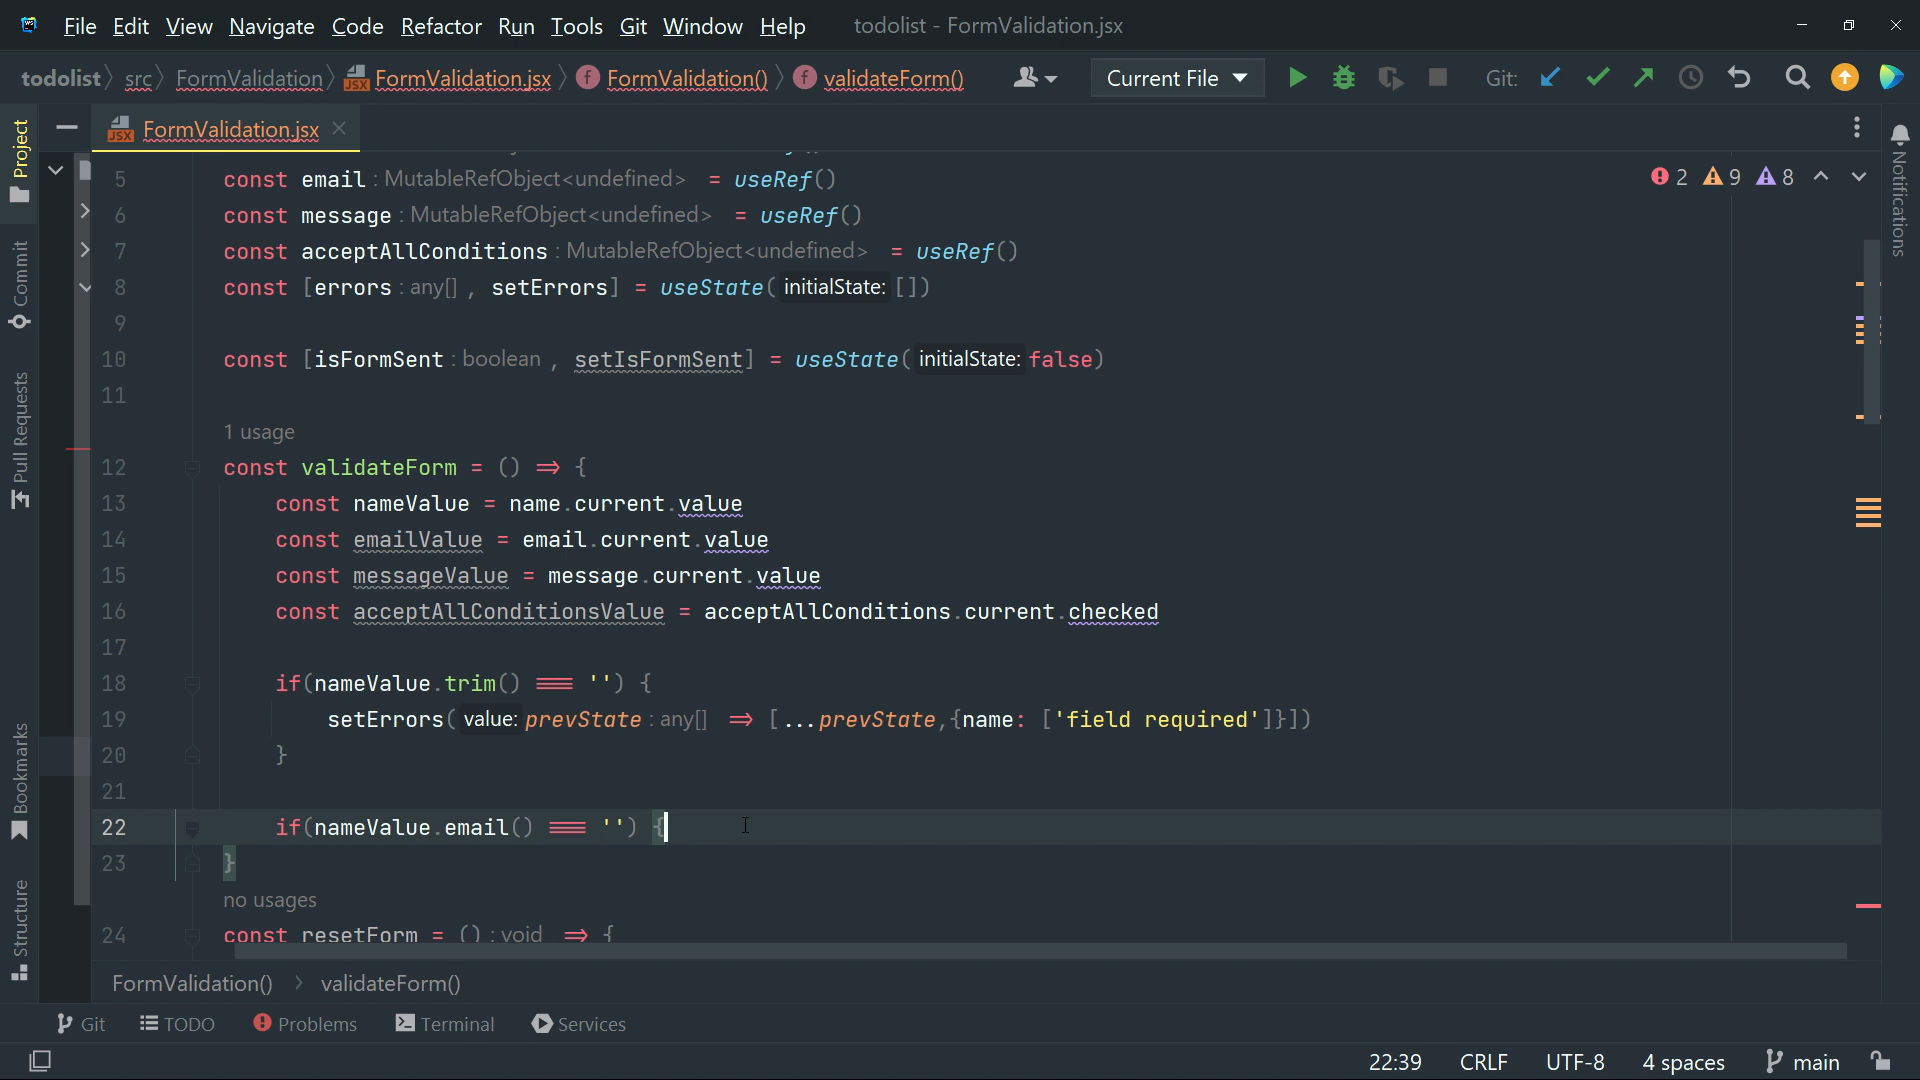 File Edit View Navigate Code Refactor Run Tools Git Window Help todolist - FormValidation.jsx
todolist src FormValidation FormValidation.jsx FormValidation() validateForm() Current File Git:
Project
Commit
Pull Requests
Bookmarks
Structure
FormValidation.jsx
Notifications
2 9 8
5 const email : MutableRefObject<undefined> = useRef()
6 const message : MutableRefObject<undefined> = useRef()
7 const acceptAllConditions : MutableRefObject<undefined> = useRef()
8 const [errors : any[] , setErrors] = useState( initialState: [])
9
10 const [isFormSent : boolean , setIsFormSent] = useState( initialState: false)
11
1 usage
12 const validateForm = () => {
13 const nameValue = name.current.value
14 const emailValue = email.current.value
15 const messageValue = message.current.value
16 const acceptAllConditionsValue = acceptAllConditions.current.checked
17
18 if(nameValue.trim() === '') {
19 setErrors( value: prevState : any[] => [...prevState,{name: ['field required']}])
20 }
21
22 if(nameValue.email() === '') {
23 }
no usages
24 const resetForm = () : void => {
FormValidation() > validateForm()
Git TODO Problems Terminal Services
22:39 CRLF UTF-8 4 spaces main